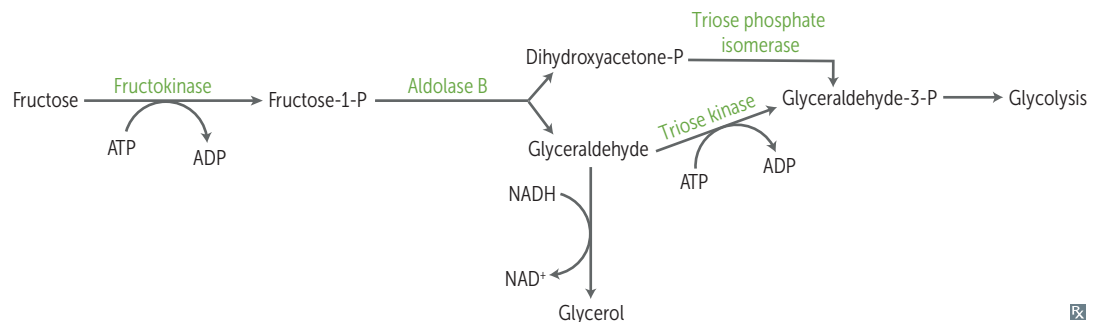 Triose phosphate
isomerase
Dihydroxyacetone-P
Fructokinase
Aldolase B
Fructose
Fructose-1-P
Glyceraldehyde-3-P
Glycolysis
Triose kinase
ATP
ADP
Glyceraldehyde
ATP
ADP
NADH
NAD⁺
Glycerol
Rx